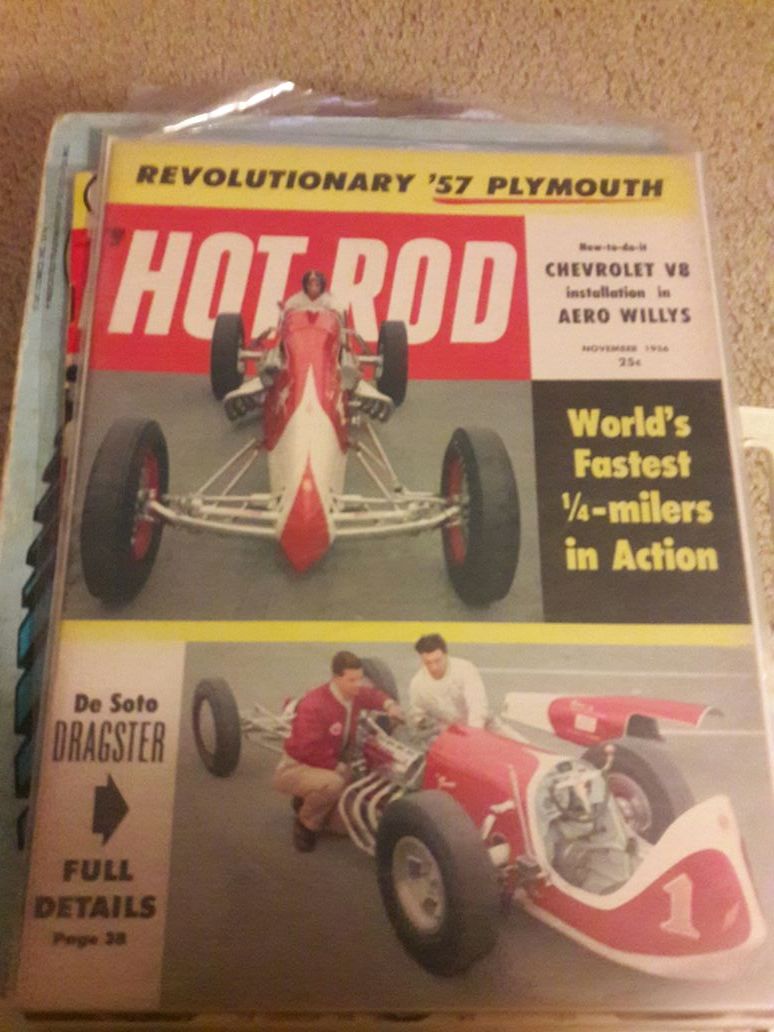 REVOLUTIONARY '57 PLYMOUTH
HOT ROD
How-to-do-it
CHEVROLET V8
installation in
AERO WILLYS
NOVEMBER 1956
25¢
World's
Fastest
1/4-milers
in Action
De Soto
DRAGSTER
FULL
DETAILS
Page 38
1